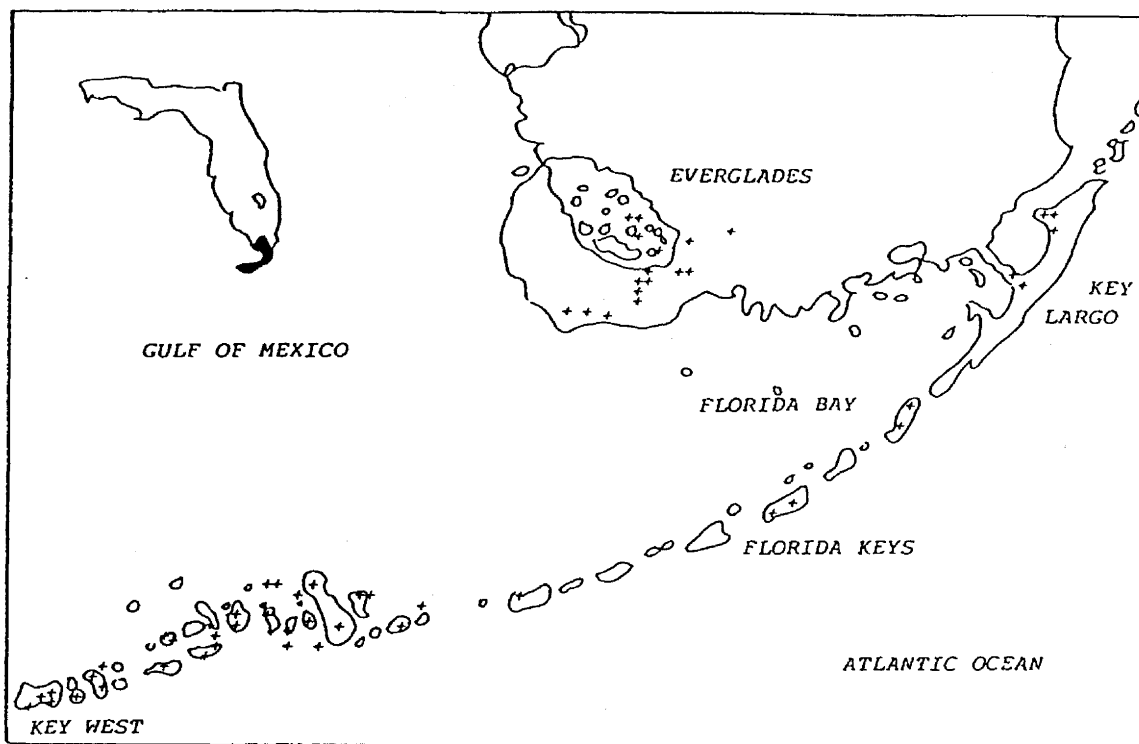 EVERGLADES
KEY
LARGO
GULF OF MEXICO
FLORIDA BAY
FLORIDA KEYS
ATLANTIC OCEAN
KEY WEST